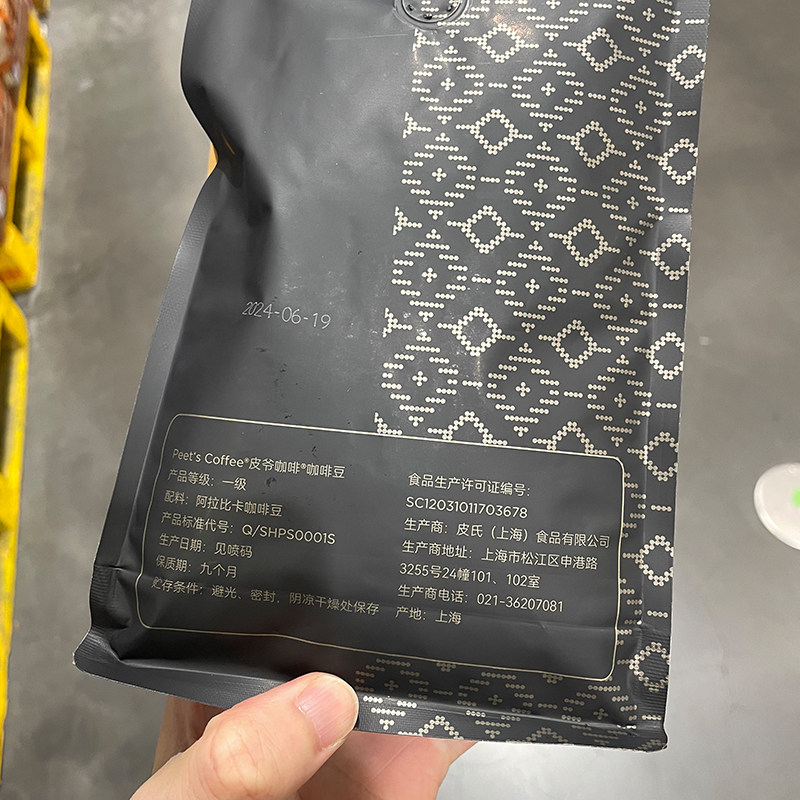 2024-06-19
Peet's Coffee®皮爷咖啡®咖啡豆
产品等级：一级
配料：阿拉比卡咖啡豆
产品标准代号：Q/SHPS0001S
生产日期：见喷码
保质期：九个月
贮存条件：避光、密封，阴凉干燥处保存
食品生产许可证编号：
SC12031011703678
生产商：皮氏（上海）食品有限公司
生产商地址：上海市松江区申港路
3255号24幢101、102室
生产商电话：021-36207081
产地：上海